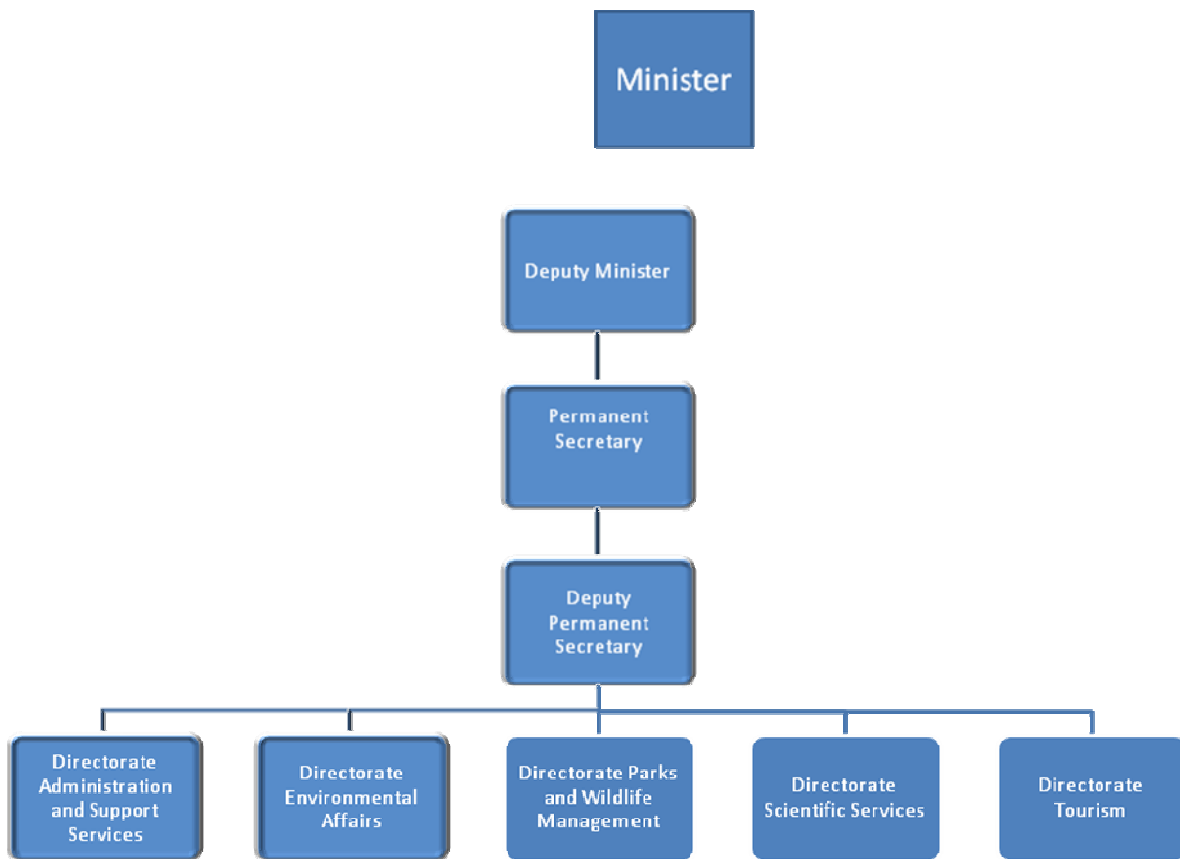 Minister
Deputy Minister
Permanent
Secretary
Deputy
Permanent
Secretary
Directorate
Administration
and Support
Services
Directorate
Environmental
Affairs
Directorate Parks
and Wildlife
Management
Directorate
Scientific Services
Directorate
Tourism